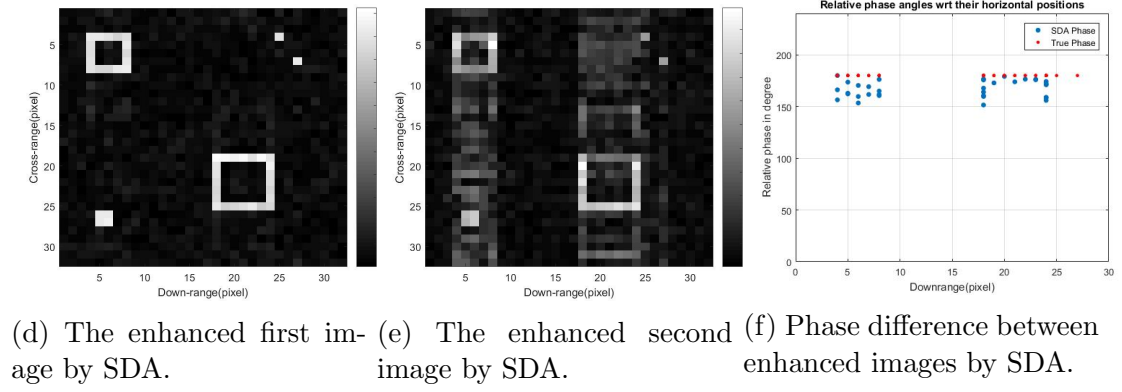 5
10
15
20
25
30
Cross-range(pixel)
5 10 15 20 25 30
Down-range(pixel)
5
10
15
20
25
30
Cross-range(pixel)
5 10 15 20 25 30
Down-range(pixel)
Relative phase angles wrt their horizontal positions
SDA Phase
True Phase
200
150
100
50
0
Relative phase in degree
0 5 10 15 20 25 30
Downrange(pixel)
(d) The enhanced first im-
age by SDA.
(e) The enhanced second
image by SDA.
(f) Phase difference between
enhanced images by SDA.